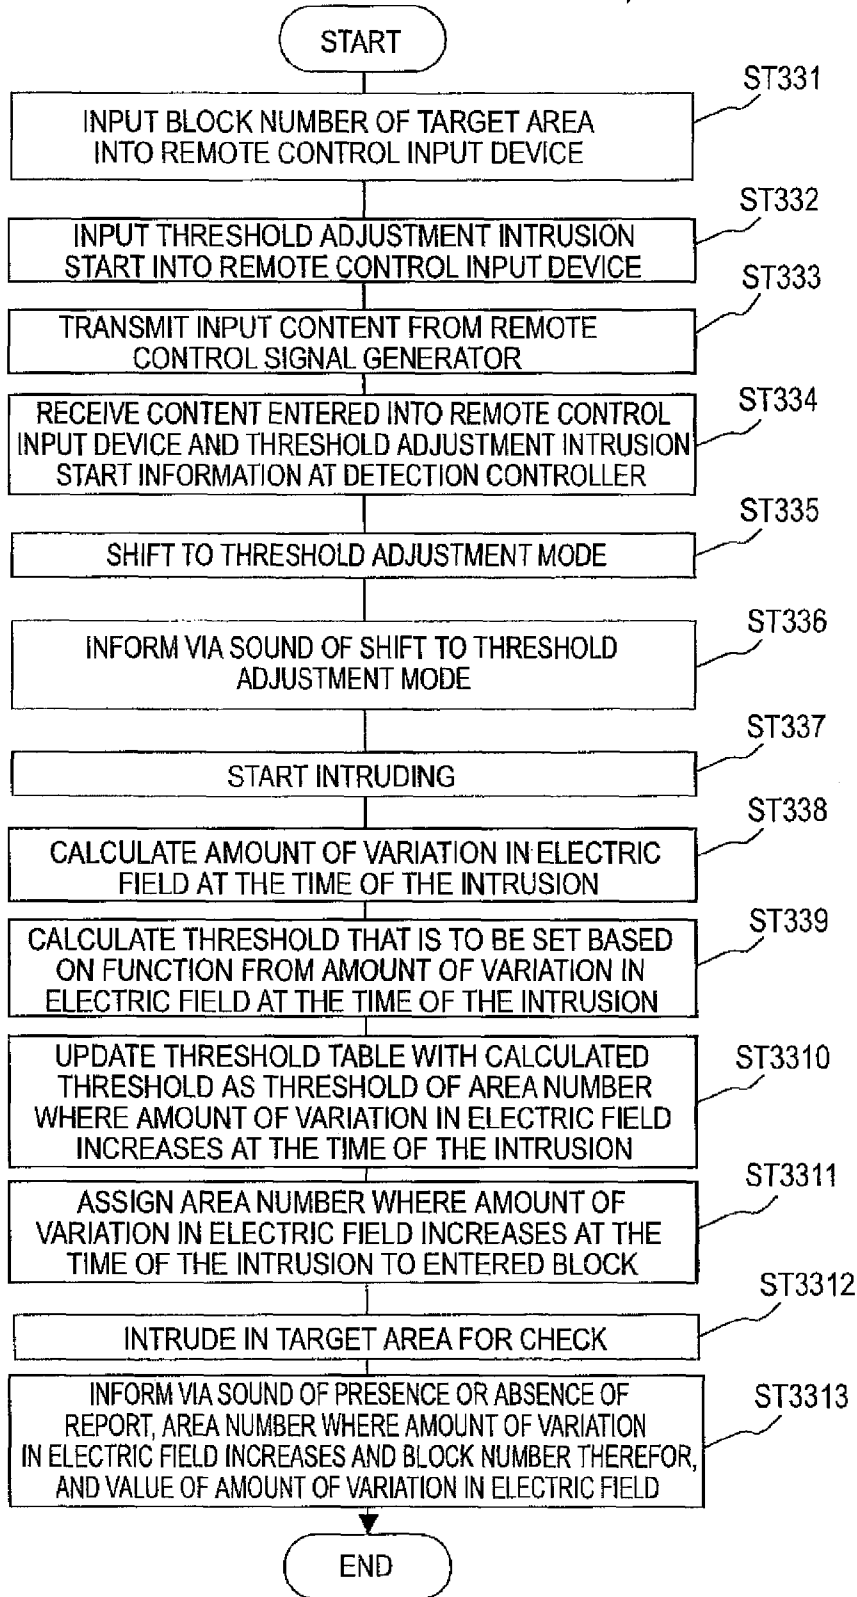 START
ST331
INPUT BLOCK NUMBER OF TARGET AREA
INTO REMOTE CONTROL INPUT DEVICE
ST332
INPUT THRESHOLD ADJUSTMENT INTRUSION
START INTO REMOTE CONTROL INPUT DEVICE
ST333
TRANSMIT INPUT CONTENT FROM REMOTE
CONTROL SIGNAL GENERATOR
ST334
RECEIVE CONTENT ENTERED INTO REMOTE CONTROL
INPUT DEVICE AND THRESHOLD ADJUSTMENT INTRUSION
START INFORMATION AT DETECTION CONTROLLER
ST335
SHIFT TO THRESHOLD ADJUSTMENT MODE
ST336
INFORM VIA SOUND OF SHIFT TO THRESHOLD
ADJUSTMENT MODE
ST337
START INTRUDING
ST338
CALCULATE AMOUNT OF VARIATION IN ELECTRIC
FIELD AT THE TIME OF THE INTRUSION
ST339
CALCULATE THRESHOLD THAT IS TO BE SET BASED
ON FUNCTION FROM AMOUNT OF VARIATION IN
ELECTRIC FIELD AT THE TIME OF THE INTRUSION
ST3310
UPDATE THRESHOLD TABLE WITH CALCULATED
THRESHOLD AS THRESHOLD OF AREA NUMBER
WHERE AMOUNT OF VARIATION IN ELECTRIC FIELD
INCREASES AT THE TIME OF THE INTRUSION
ST3311
ASSIGN AREA NUMBER WHERE AMOUNT OF
VARIATION IN ELECTRIC FIELD INCREASES AT THE
TIME OF THE INTRUSION TO ENTERED BLOCK
ST3312
INTRUDE IN TARGET AREA FOR CHECK
ST3313
INFORM VIA SOUND OF PRESENCE OR ABSENCE OF
REPORT, AREA NUMBER WHERE AMOUNT OF VARIATION
IN ELECTRIC FIELD INCREASES AND BLOCK NUMBER THEREFOR,
AND VALUE OF AMOUNT OF VARIATION IN ELECTRIC FIELD
END